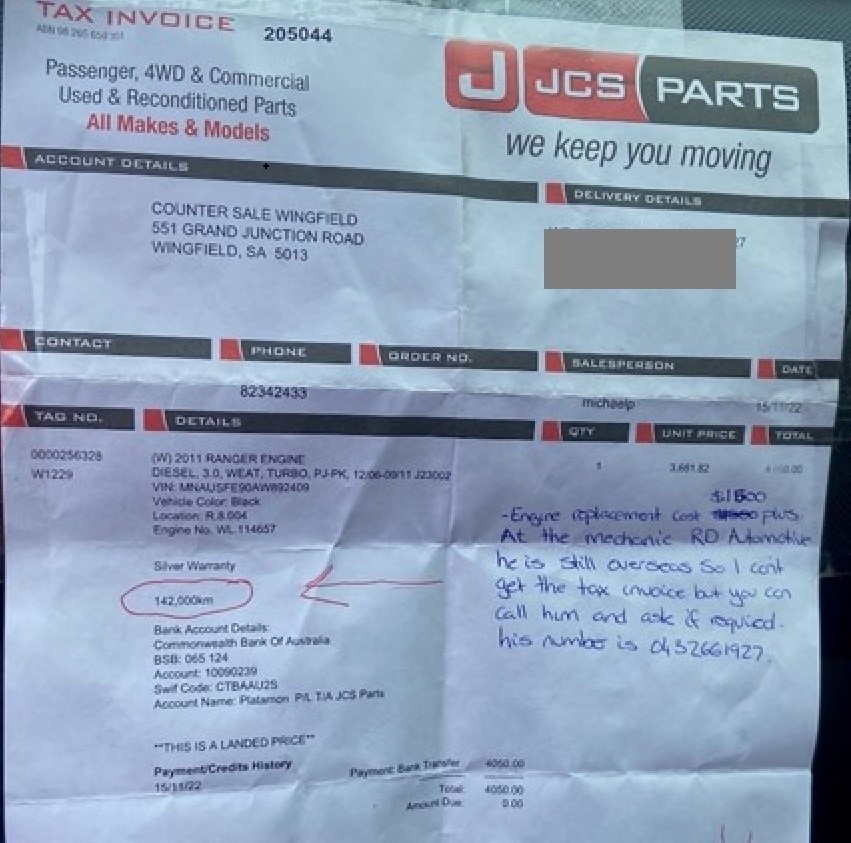 TAX INVOICE
205044
Passenger, 4WD & Commercial
Used & Reconditioned Parts
All Makes & Models
J JCS PARTS
we keep you moving
ACCOUNT DETAILS
DELIVERY DETAILS
COUNTER SALE WINGFIELD
551 GRAND JUNCTION ROAD
WINGFIELD, SA 5013
CONTACT PHONE ORDER NO. SALESPERSON DATE
82342433 michaelp 15/11/22
TAG NO. DETAILS QTY UNIT PRICE TOTAL
0000256328 (W) 2011 RANGER ENGINE 1 3,681.82
W1229 DIESEL, 3.0, WEAT, TURBO, PJ-PK, 12/06-09/11 J23002
VIN: MNAUSFE90AW892409
Vehicle Color: Black
Location: R.8.004
Engine No. WL 114657
Silver Warranty
142,000km
Bank Account Details:
Commonwealth Bank Of Australia
BSB: 065 124
Account: 10090239
Swif Code: CTBAAU2S
Account Name: Platamon P/L T/A JCS Parts
$1500
-Engine replacement cost plus
At the mechanic RD Automotive
he is still overseas so I cant
get the tax invoice but you can
call him and ask if required.
his number is 0432661927.
**THIS IS A LANDED PRICE**
Payment/Credits History
15/11/22
Payment: Bank Transfer 4050.00
Total: 4050.00
Amount Due: 0.00